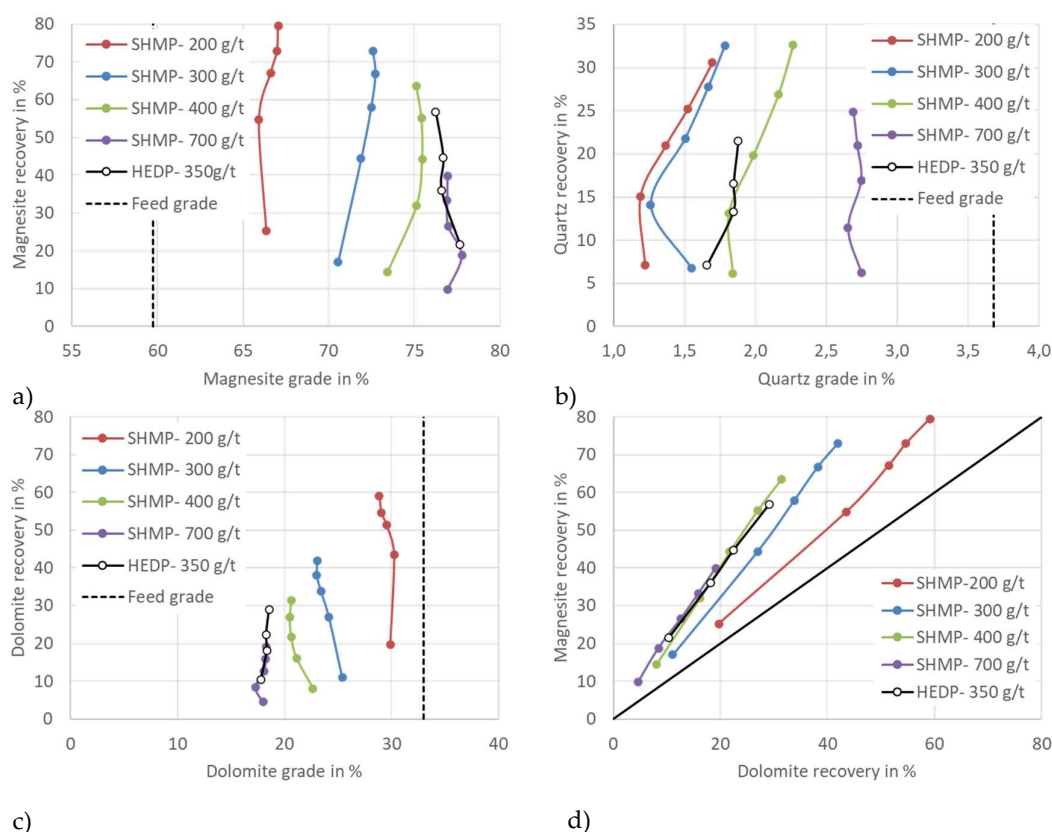 80
70
60
50
40
30
20
10
0
Magnesite recovery in %
SHMP- 200 g/t
SHMP- 300 g/t
SHMP- 400 g/t
SHMP- 700 g/t
HEDP- 350g/t
Feed grade
55 60 65 70 75 80
Magnesite grade in %
a)
35
30
25
20
15
10
5
0
Quartz recovery in %
SHMP- 200 g/t
SHMP- 300 g/t
SHMP- 400 g/t
SHMP- 700 g/t
HEDP- 350 g/t
Feed grade
1,0 1,5 2,0 2,5 3,0 3,5 4,0
Quartz grade in %
b)
80
70
60
50
40
30
20
10
0
Dolomite recovery in %
SHMP- 200 g/t
SHMP- 300 g/t
SHMP- 400 g/t
SHMP- 700 g/t
HEDP- 350 g/t
Feed grade
0 10 20 30 40
Dolomite grade in %
c)
80
70
60
50
40
30
20
10
0
Magnesite recovery in %
SHMP-200 g/t
SHMP- 300 g/t
SHMP- 400 g/t
SHMP- 700 g/t
HEDP- 350 g/t
0 20 40 60 80
Dolomite recovery in %
d)